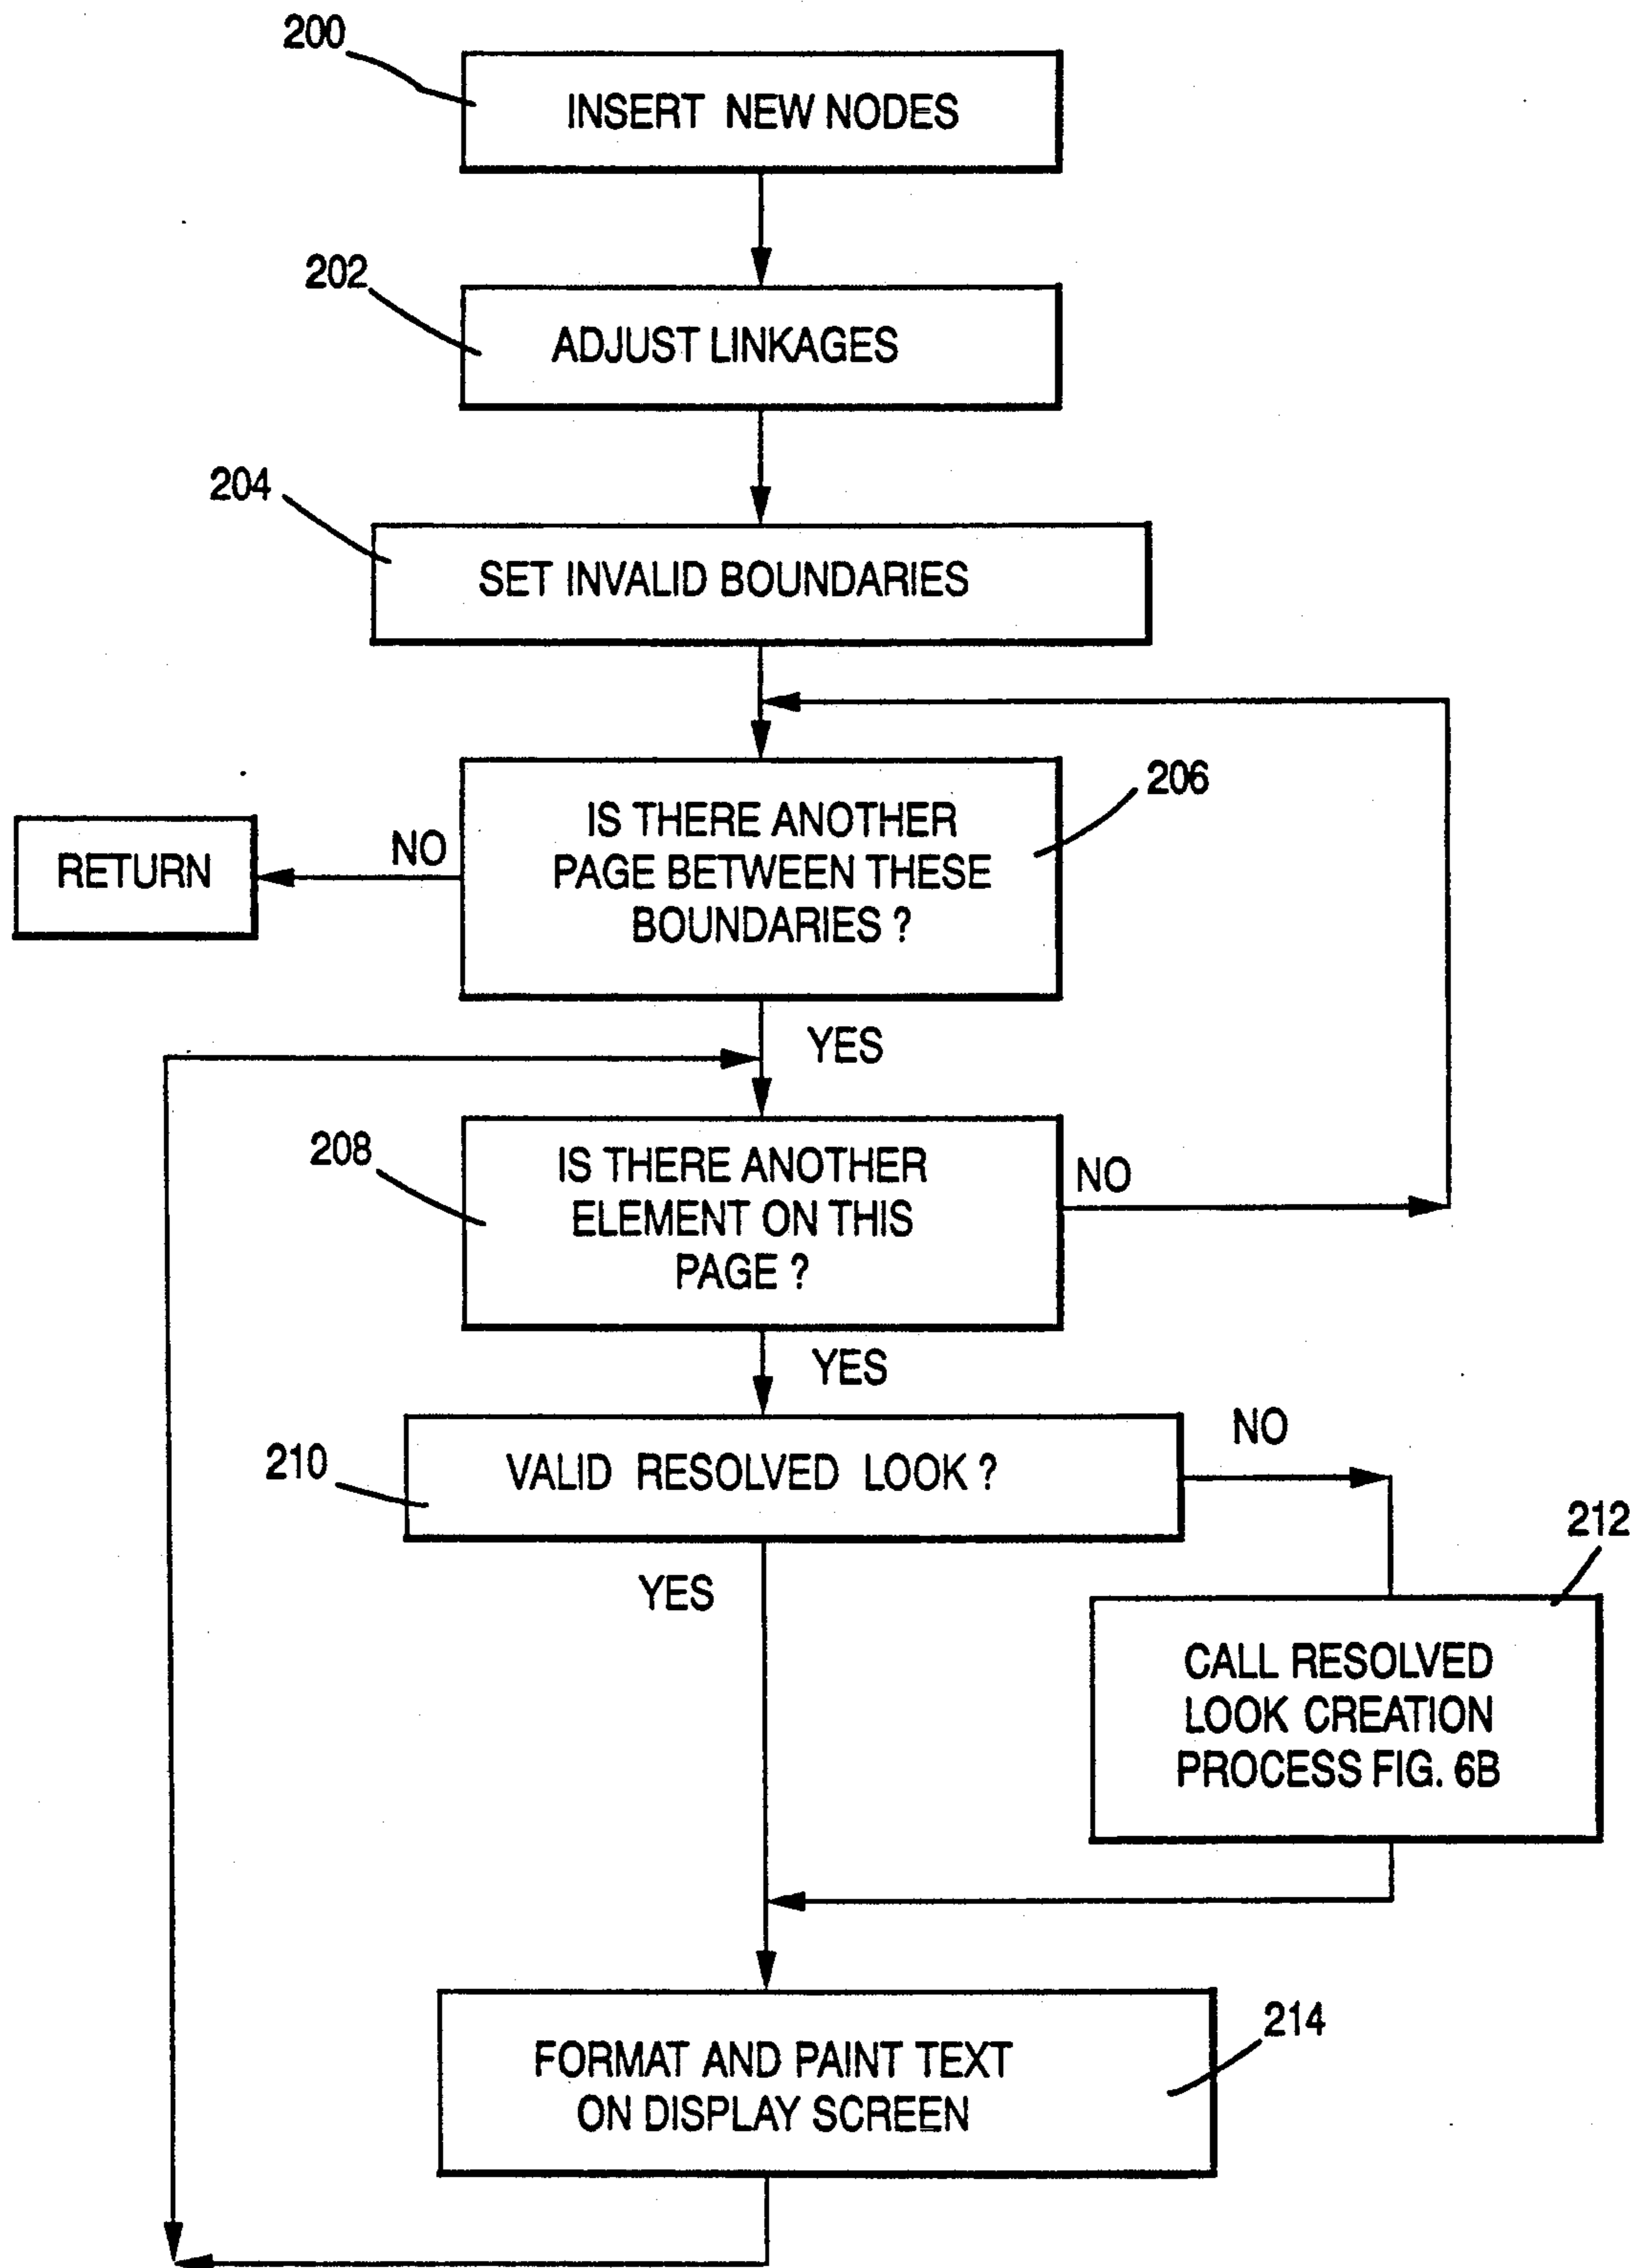 200
INSERT NEW NODES
202
ADJUST LINKAGES
204
SET INVALID BOUNDARIES
206
IS THERE ANOTHER
PAGE BETWEEN THESE
BOUNDARIES ?
NO
RETURN
YES
208
IS THERE ANOTHER
ELEMENT ON THIS
PAGE ?
NO
YES
210
VALID RESOLVED LOOK ?
NO
YES
212
CALL RESOLVED
LOOK CREATION
PROCESS FIG. 6B
214
FORMAT AND PAINT TEXT
ON DISPLAY SCREEN